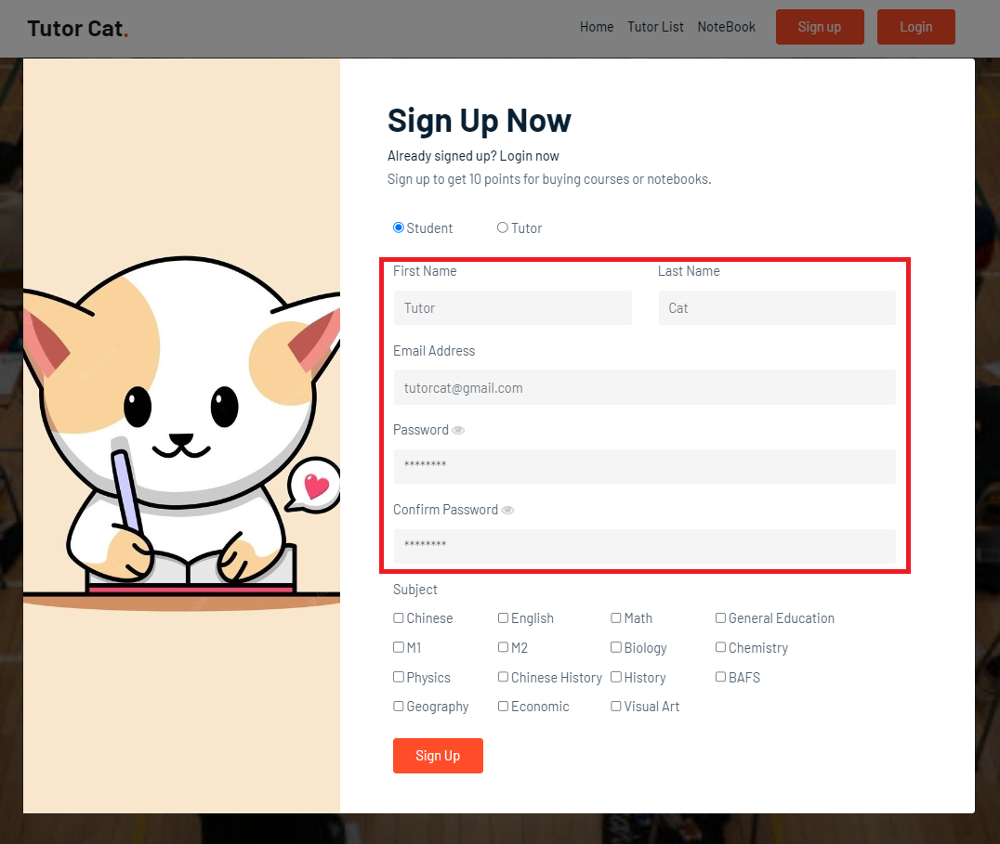 Tutor Cat.
Home Tutor List NoteBook Sign up Login
Sign Up Now
Already signed up? Login now
Sign up to get 10 points for buying courses or notebooks.
Student Tutor
First Name Last Name
Tutor Cat
Email Address
tutorcat@gmail.com
Password
********
Confirm Password
********
Subject
Chinese English Math General Education
M1 M2 Biology Chemistry
Physics Chinese History History BAFS
Geography Economic Visual Art
Sign Up